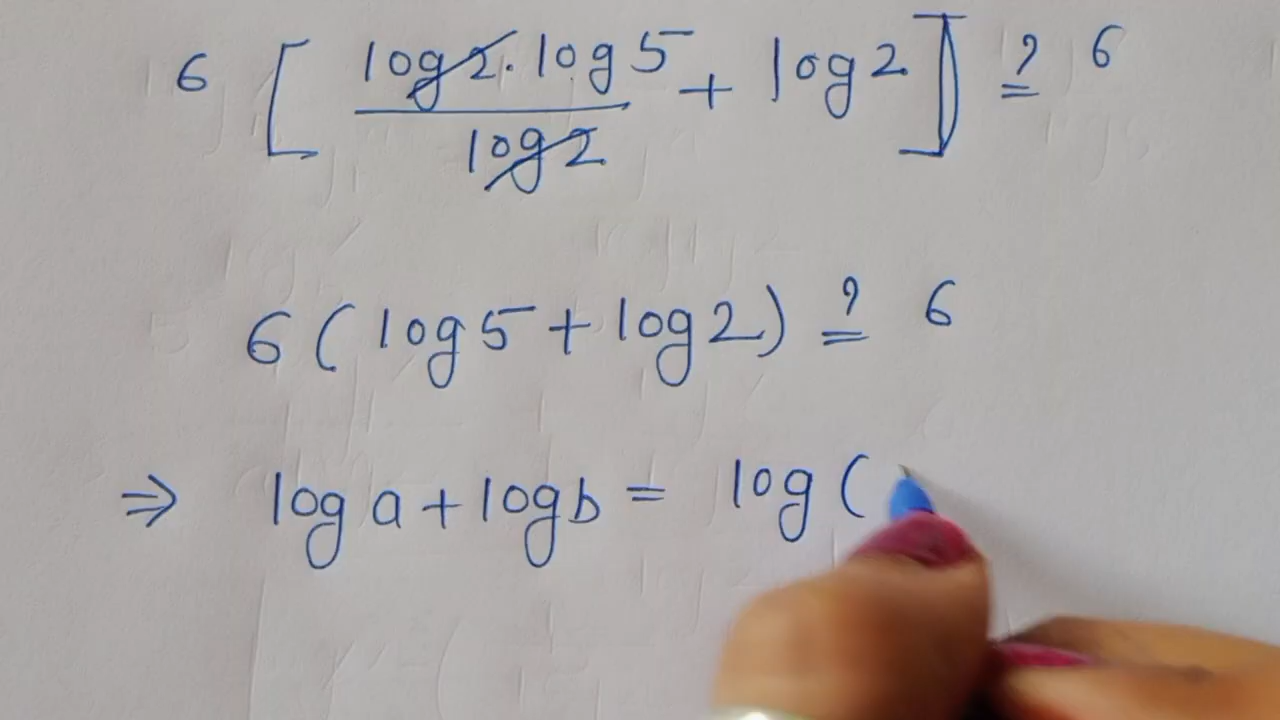 6 [ log2. log5 / log2 + log2 ] ≟ 6
6 ( log5 + log2 ) ≟ 6
⇒ log a + log b = log (